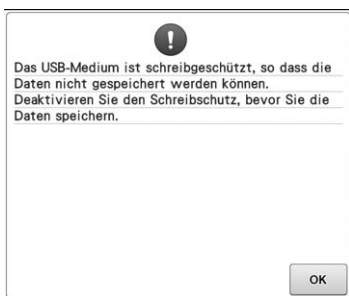 Das USB-Medium ist schreibgeschützt, so dass die
Daten nicht gespeichert werden können.
Deaktivieren Sie den Schreibschutz, bevor Sie die
Daten speichern.
OK